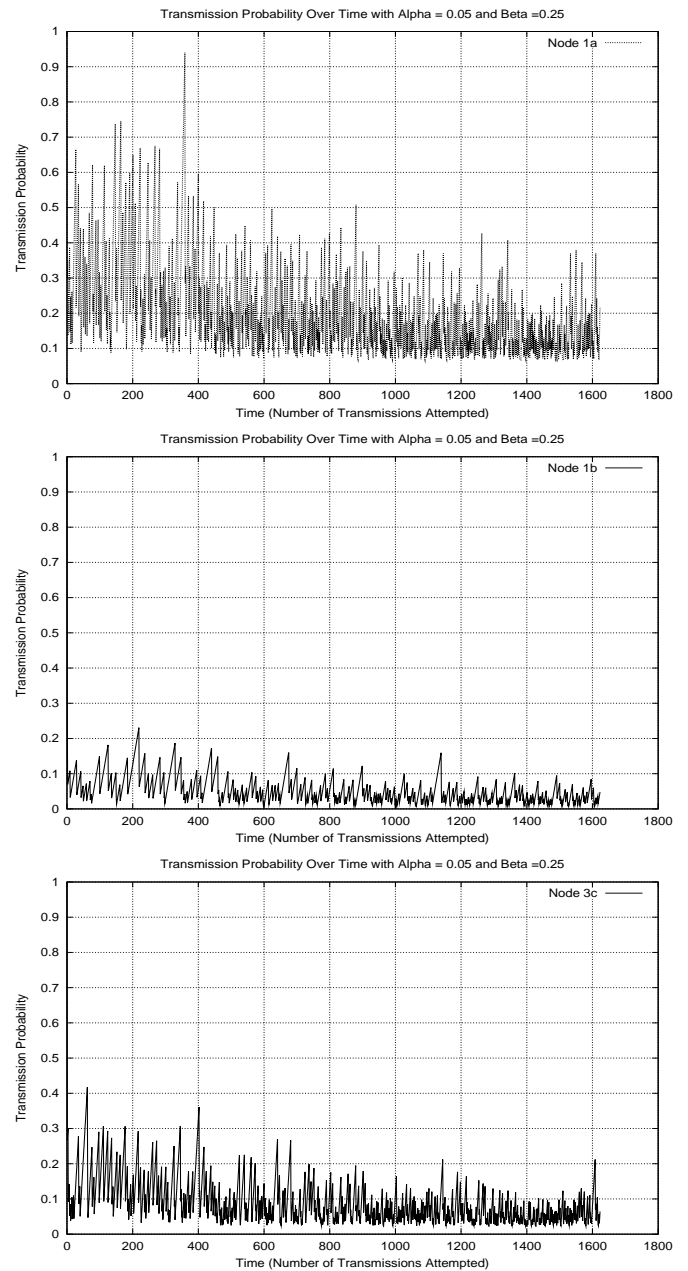 Transmission Probability Over Time with Alpha = 0.05 and Beta =0.25
Node 1a
1
0.9
0.8
0.7
0.6
0.5
0.4
0.3
0.2
0.1
0
Transmission Probability
0 200 400 600 800 1000 1200 1400 1600 1800
Time (Number of Transmissions Attempted)
Transmission Probability Over Time with Alpha = 0.05 and Beta =0.25
Node 1b
1
0.9
0.8
0.7
0.6
0.5
0.4
0.3
0.2
0.1
0
Transmission Probability
0 200 400 600 800 1000 1200 1400 1600 1800
Time (Number of Transmissions Attempted)
Transmission Probability Over Time with Alpha = 0.05 and Beta =0.25
Node 3c
1
0.9
0.8
0.7
0.6
0.5
0.4
0.3
0.2
0.1
0
Transmission Probability
0 200 400 600 800 1000 1200 1400 1600 1800
Time (Number of Transmissions Attempted)